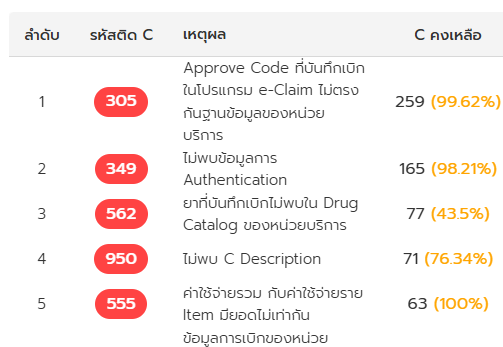 ลำดับ รหัสติด C เหตุผล C คงเหลือ
Approve Code ที่บันทึกเบิก
ในโปรแกรม e-Claim ไม่ตรง
1 305 กันฐานข้อมูลของหน่วย 259 (99.62%)
บริการ
ไม่พบข้อมูลการ
2 349 Authentication 165 (98.21%)
3 562 ยาที่บันทึกเบิกไม่พบใน Drug 77 (43.5%)
Catalog ของหน่วยบริการ
4 950 ไม่พบ C Description 71 (76.34%)
5 555 ค่าใช้จ่ายรวม กับค่าใช้จ่ายราย 63 (100%)
Item มียอดไม่เท่ากัน
ข้อมูลการเบิกของหน่วย